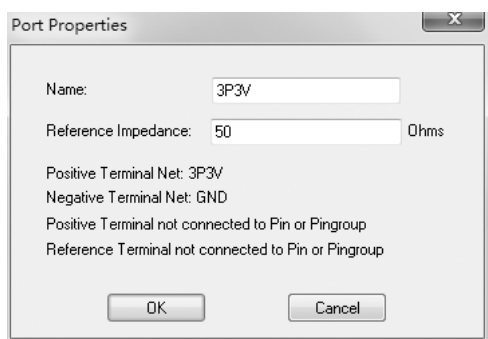 Port Properties
Name: 3P3V
Reference Impedance: 50 Ohms
Positive Terminal Net: 3P3V
Negative Terminal Net: GND
Positive Terminal not connected to Pin or Pingroup
Reference Terminal not connected to Pin or Pingroup
OK Cancel